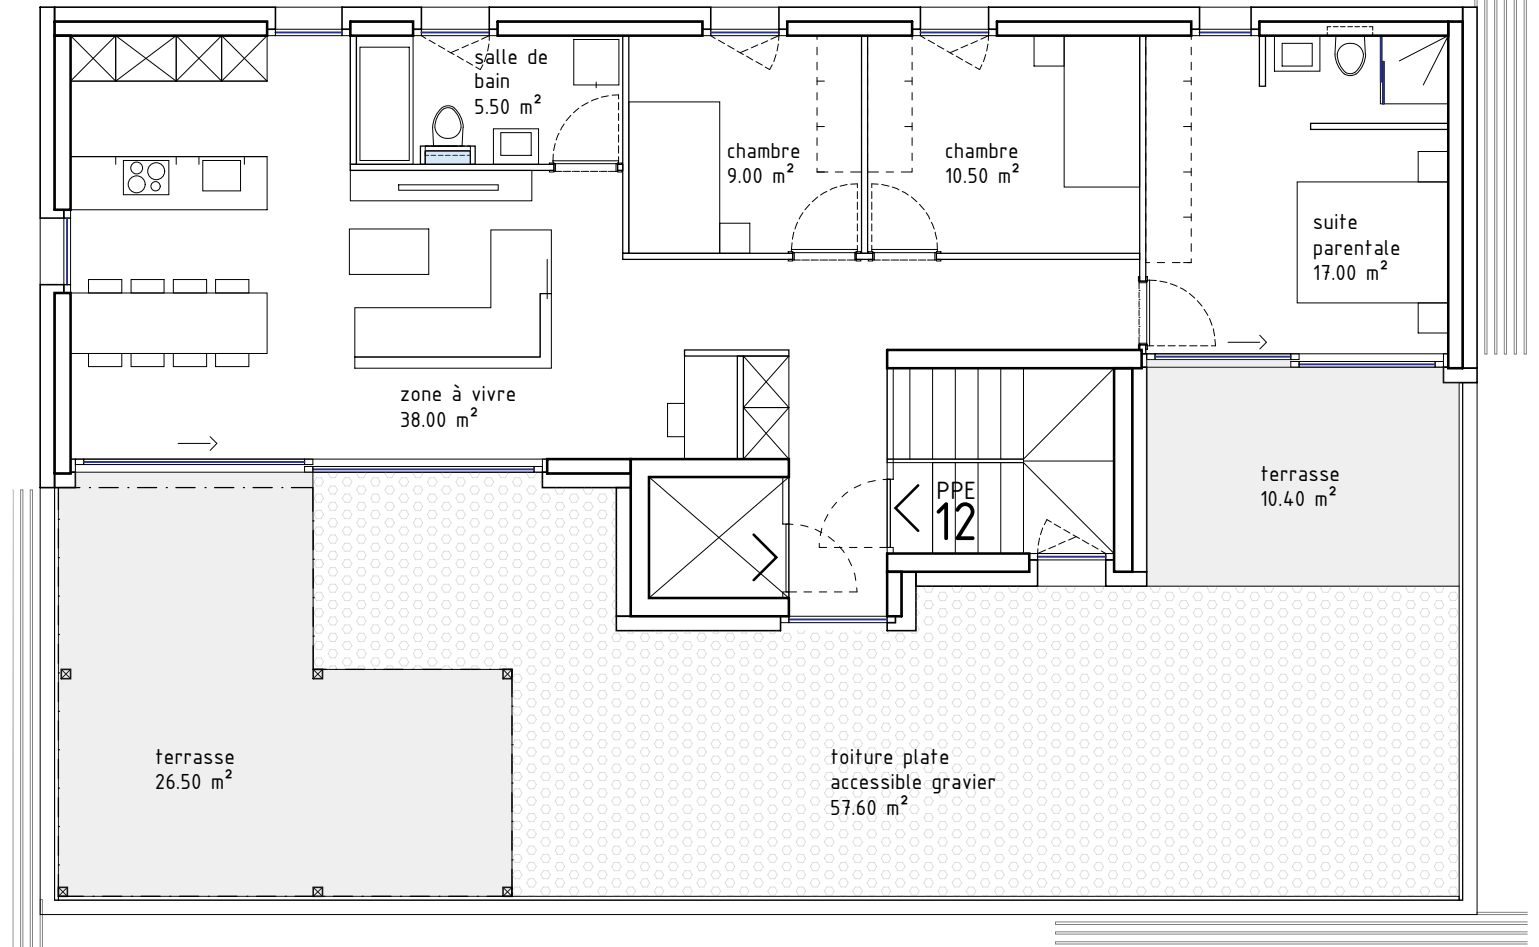 salle de
bain
5.50 m²
chambre
9.00 m²
chambre
10.50 m²
suite
parentale
17.00 m²
zone à vivre
38.00 m²
PPE
12
terrasse
10.40 m²
terrasse
26.50 m²
toiture plate
accessible gravier
57.60 m²